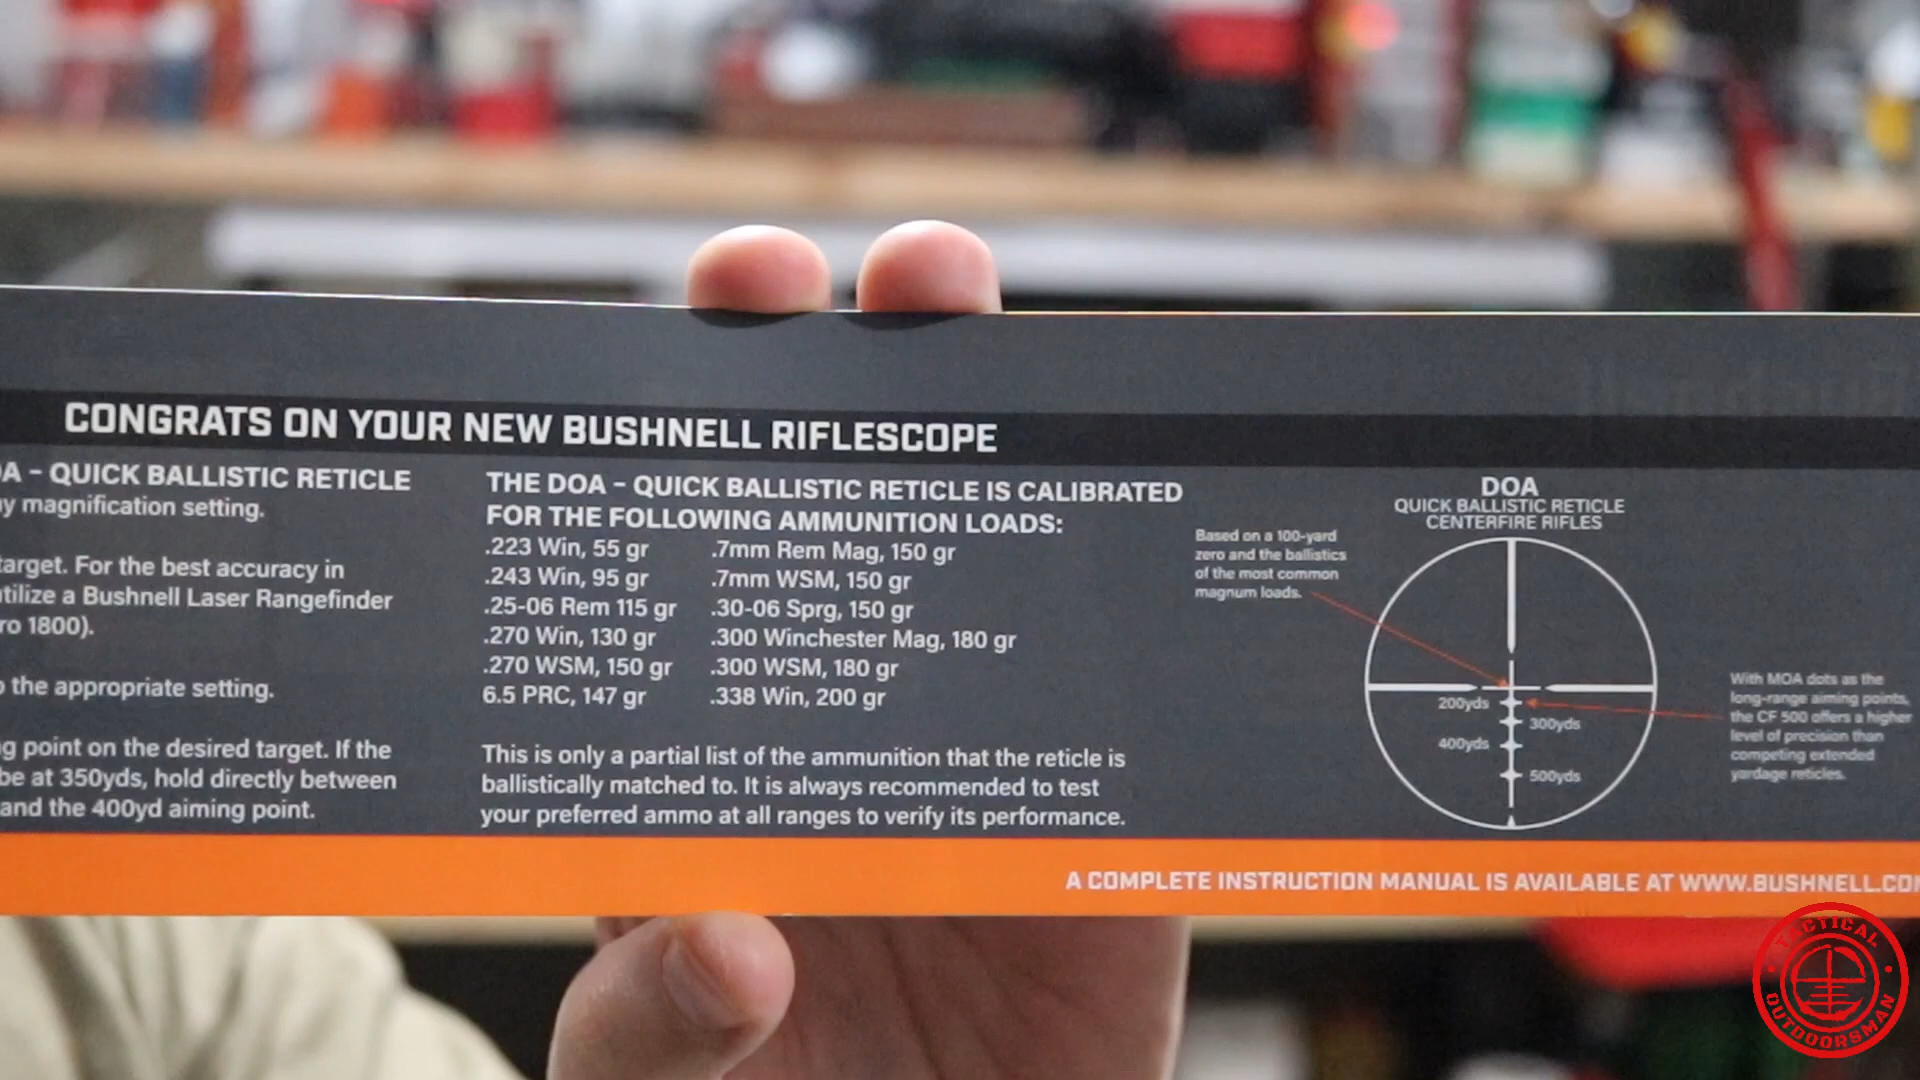 CONGRATS ON YOUR NEW BUSHNELL RIFLESCOPE
A – QUICK BALLISTIC RETICLE
y magnification setting.
target. For the best accuracy in
tilize a Bushnell Laser Rangefinder
ro 1800).
the appropriate setting.
g point on the desired target. If the
be at 350yds, hold directly between
and the 400yd aiming point.
THE DOA – QUICK BALLISTIC RETICLE IS CALIBRATED
FOR THE FOLLOWING AMMUNITION LOADS:
.223 Win, 55 gr
.243 Win, 95 gr
.25-06 Rem 115 gr
.270 Win, 130 gr
.270 WSM, 150 gr
6.5 PRC, 147 gr
.7mm Rem Mag, 150 gr
.7mm WSM, 150 gr
.30-06 Sprg, 150 gr
.300 Winchester Mag, 180 gr
.300 WSM, 180 gr
.338 Win, 200 gr
This is only a partial list of the ammunition that the reticle is
ballistically matched to. It is always recommended to test
your preferred ammo at all ranges to verify its performance.
DOA
QUICK BALLISTIC RETICLE
CENTERFIRE RIFLES
Based on a 100-yard
zero and the ballistics
of the most common
magnum loads.
200yds
300yds
400yds
500yds
With MOA dots as the
long-range aiming points,
the CF 500 offers a higher
level of precision than
competing extended
yardage reticles.
A COMPLETE INSTRUCTION MANUAL IS AVAILABLE AT WWW.BUSHNELL.CO
TACTICAL
OUTDOORSMAN